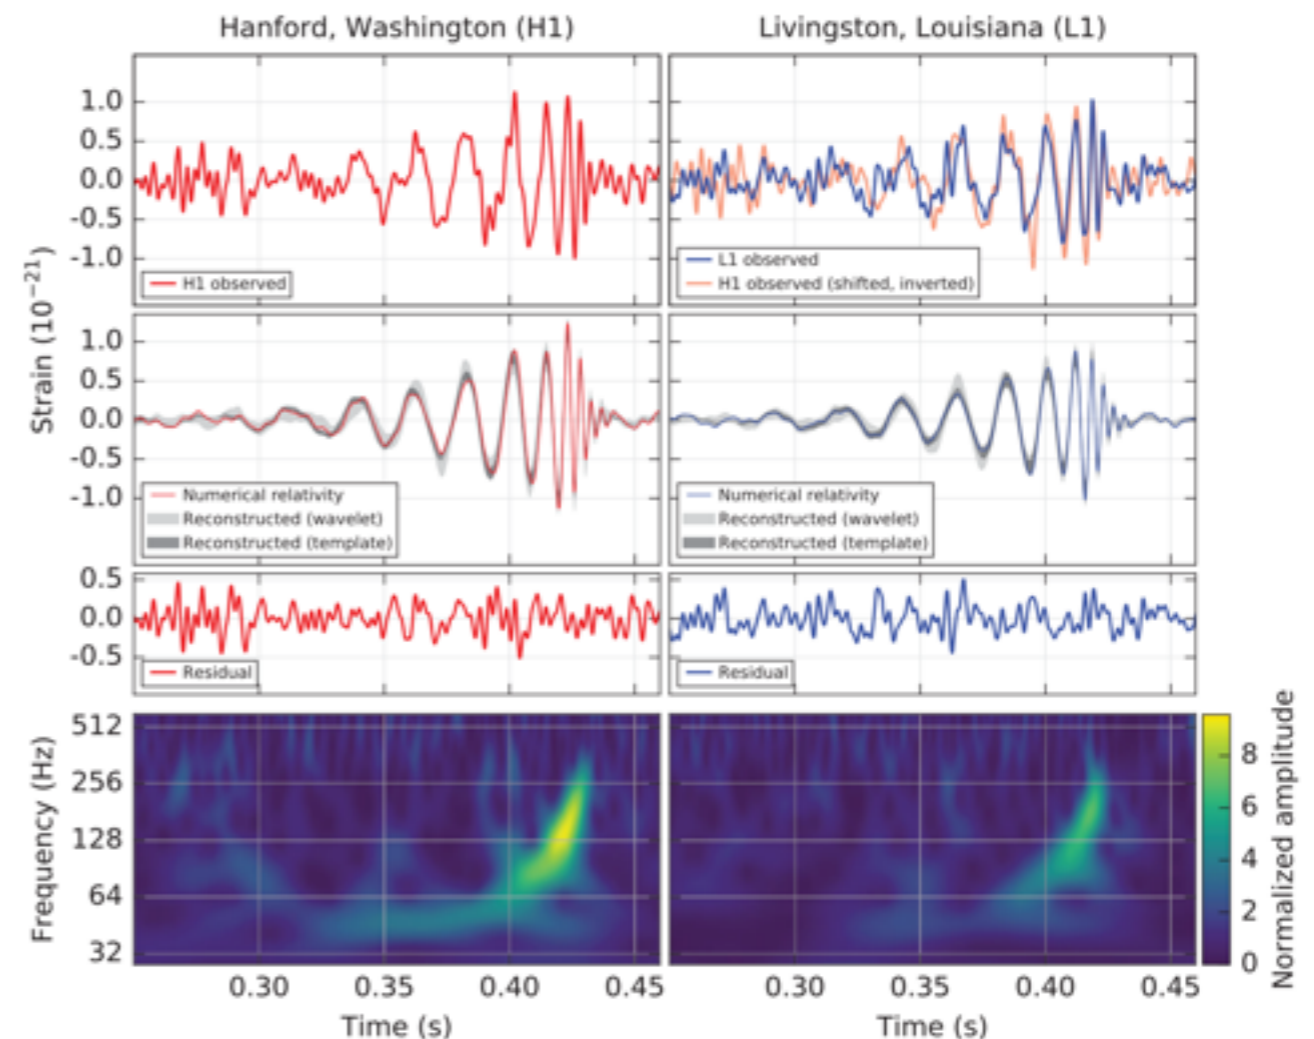 Hanford, Washington (H1)
Livingston, Louisiana (L1)
1.0
0.5
0.0
-0.5
-1.0
H1 observed
L1 observed
H1 observed (shifted, inverted)
Strain (10⁻²¹)
1.0
0.5
0.0
-0.5
-1.0
Numerical relativity
Reconstructed (wavelet)
Reconstructed (template)
Numerical relativity
Reconstructed (wavelet)
Reconstructed (template)
0.5
0.0
-0.5
Residual
Residual
Frequency (Hz)
512
256
128
64
32
0.30 0.35 0.40 0.45
Time (s)
0.30 0.35 0.40 0.45
Time (s)
8
6
4
2
0
Normalized amplitude